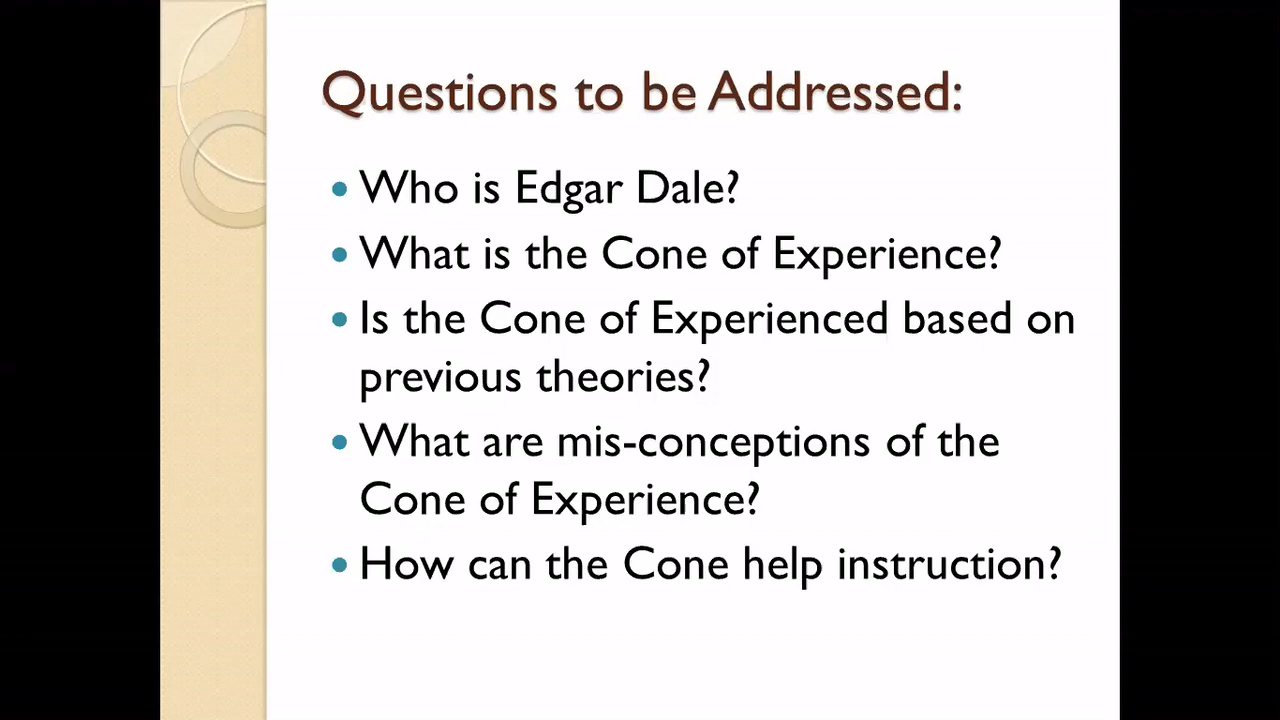 Questions to be Addressed:
• Who is Edgar Dale?
• What is the Cone of Experience?
• Is the Cone of Experienced based on
previous theories?
• What are mis-conceptions of the
Cone of Experience?
• How can the Cone help instruction?